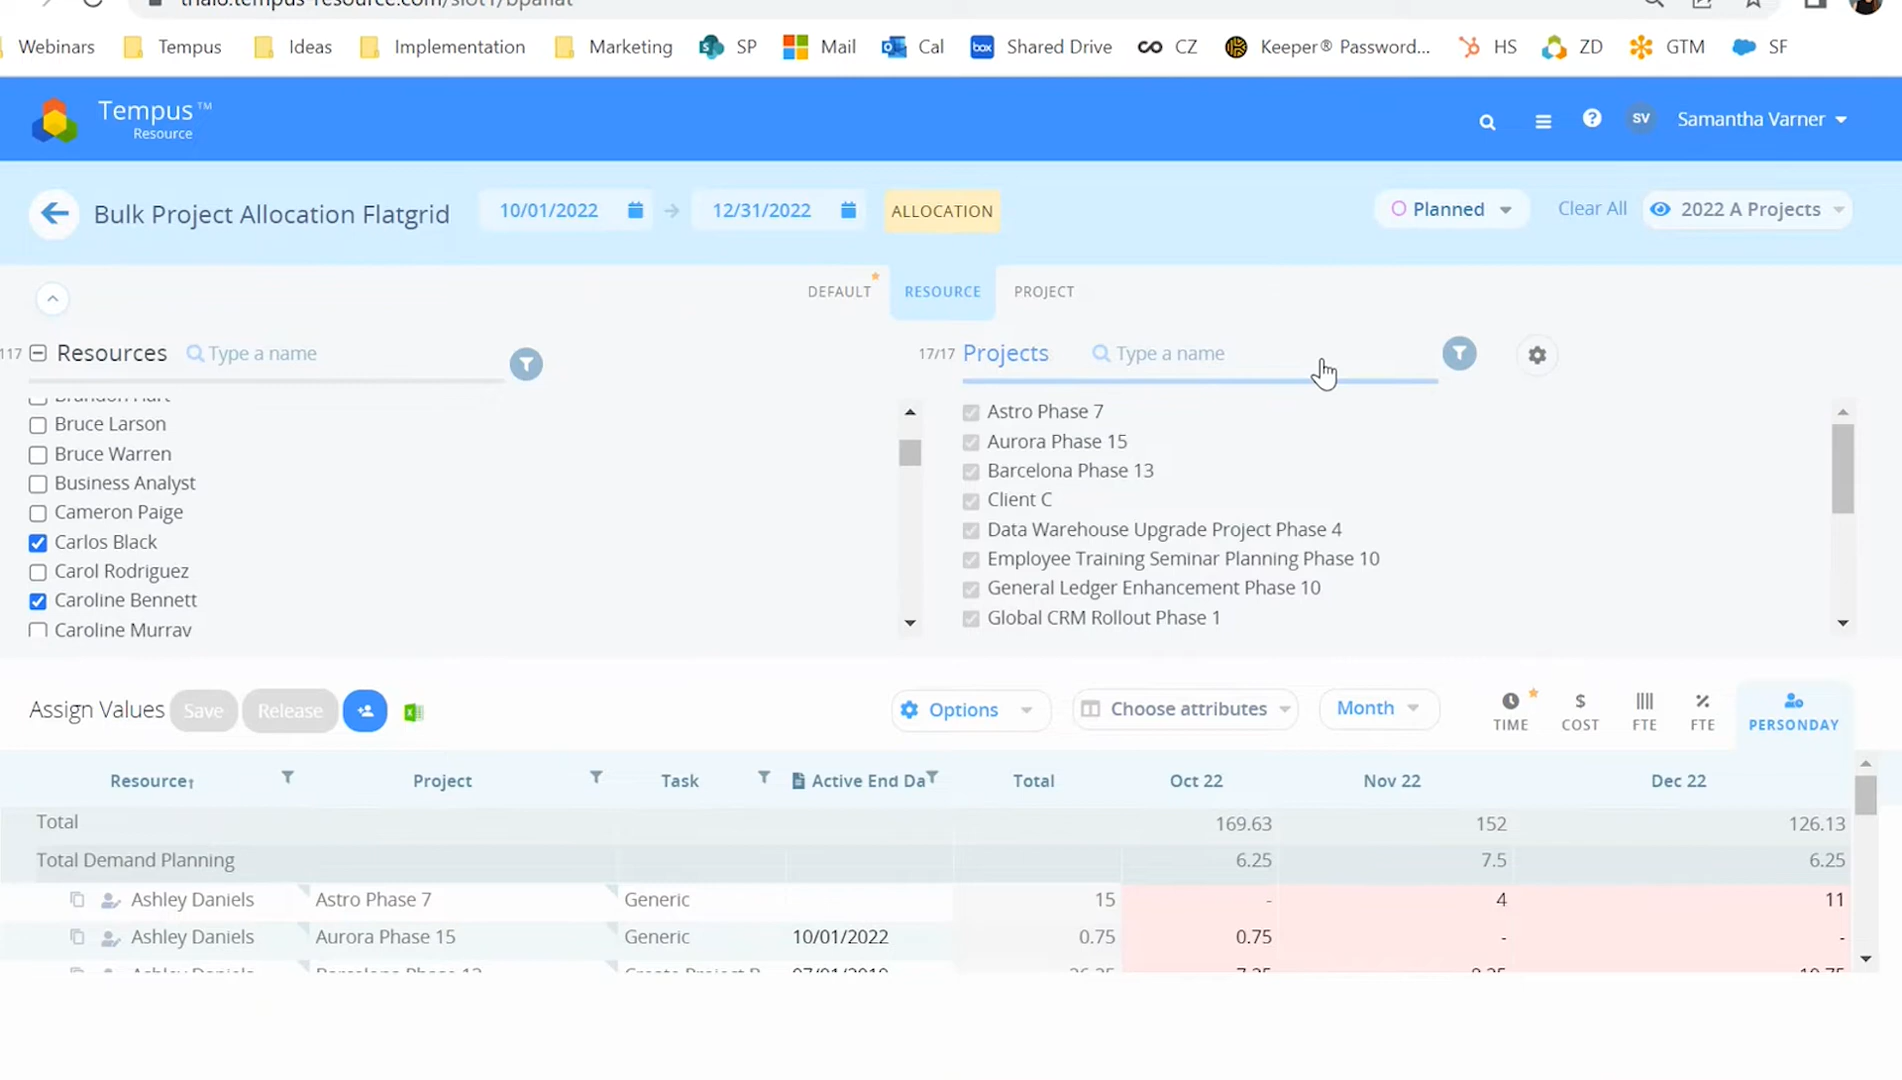 Webinars Tempus Ideas Implementation Marketing SP Mail Cal box Shared Drive CZ Keeper® Password... HS ZD GTM SF
Tempus™
Resource
SV Samantha Varner
Bulk Project Allocation Flatgrid 10/01/2022 → 12/31/2022 ALLOCATION Planned Clear All 2022 A Projects
DEFAULT RESOURCE PROJECT
117 Resources Type a name
17/17 Projects Type a name
Brandon Hart
Bruce Larson
Bruce Warren
Business Analyst
Cameron Paige
Carlos Black
Carol Rodriguez
Caroline Bennett
Caroline Murray
Astro Phase 7
Aurora Phase 15
Barcelona Phase 13
Client C
Data Warehouse Upgrade Project Phase 4
Employee Training Seminar Planning Phase 10
General Ledger Enhancement Phase 10
Global CRM Rollout Phase 1
Assign Values Save Release Options Choose attributes Month TIME COST FTE FTE PERSONDAY
Resource↑ Project Task Active End Da Total Oct 22 Nov 22 Dec 22
Total 169.63 152 126.13
Total Demand Planning 6.25 7.5 6.25
Ashley Daniels Astro Phase 7 Generic 15 - 4 11
Ashley Daniels Aurora Phase 15 Generic 10/01/2022 0.75 0.75 - -
Ashley Daniels Barcelona Phase 13